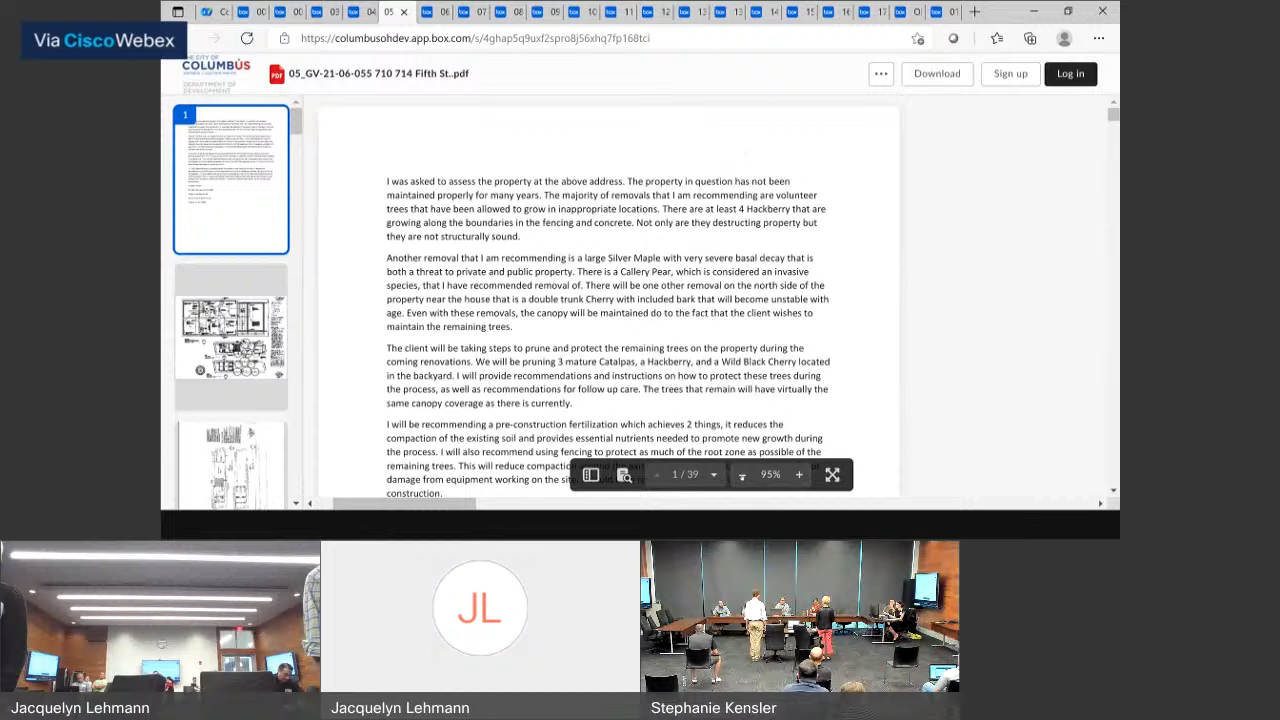 Via CiscoWebex
https://columbusohdev.app.box.com/s/4ghap5q9uxf2spro8j56xhq7fp168tci
THE CITY OF
COLUMBUS
DEPARTMENT OF
DEVELOPMENT
PDF
05_GV-21-06-055 710 714 Fifth St..pdf
Download
Sign up
Log in
1
I was asked to assess the property at the above address. The property in question has not been
maintained properly for many years. The majority of removals that I am recommending are volunteer
trees that have been allowed to grow in inappropriate locations. There are at least 4 Hackberry that are
growing along the boundaries in the fencing and concrete. Not only are they destructing property but
they are not structurally sound.
Another removal that I am recommending is a large Silver Maple with very severe basal decay that is
both a threat to private and public property. There is a Callery Pear, which is considered an invasive
species, that I have recommended removal of. There will be one other removal on the north side of the
property near the house that is a double trunk Cherry with included bark that will become unstable with
age. Even with these removals, the canopy will be maintained do to the fact that the client wishes to
maintain the remaining trees.
The client will be taking steps to prune and protect the remaining trees on the property during the
coming renovations. We will be pruning 3 mature Catalpas, a Hackberry, and a Wild Black Cherry located
in the backyard. I will provide recommendations and instructions on how to protect these trees during
the process, as well as recommendations for follow up care. The trees that remain will have virtually the
same canopy coverage as there is currently.
I will be recommending a pre-construction fertilization which achieves 2 things, it reduces the
compaction of the existing soil and provides essential nutrients needed to promote new growth during
the process. I will also recommend using fencing to protect as much of the root zone as possible of the
remaining trees. This will reduce compaction
damage from equipment working on the site.
construction.
1 / 39
95%
JL
Jacquelyn Lehmann
Jacquelyn Lehmann
Stephanie Kensler